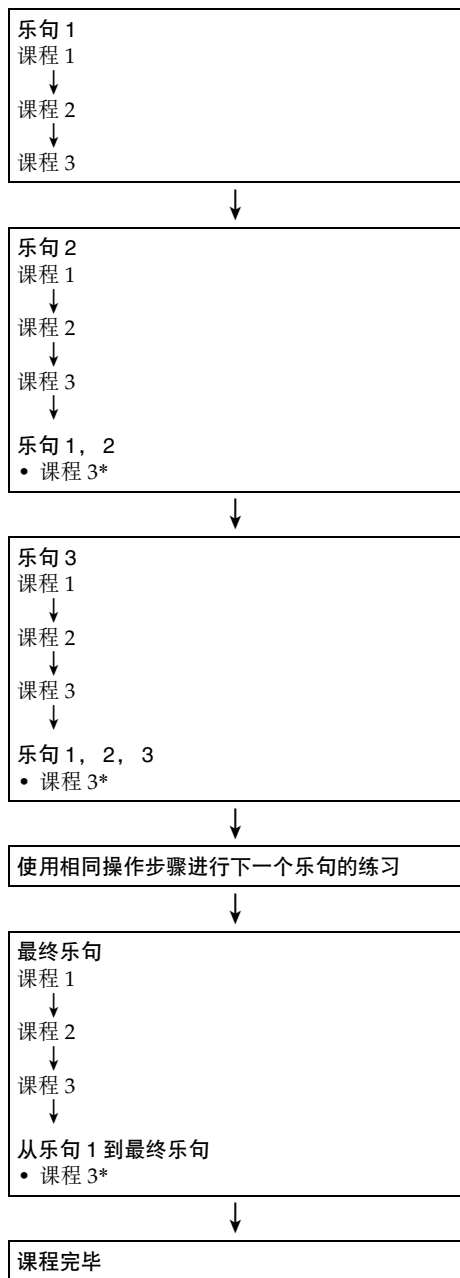 乐句 1
课程 1
课程 2
课程 3
乐句 2
课程 1
课程 2
课程 3
乐句 1， 2
• 课程 3*
乐句 3
课程 1
课程 2
课程 3
乐句 1， 2， 3
• 课程 3*
使用相同操作步骤进行下一个乐句的练习
最终乐句
课程 1
课程 2
课程 3
从乐句 1 到最终乐句
• 课程 3*
课程完毕